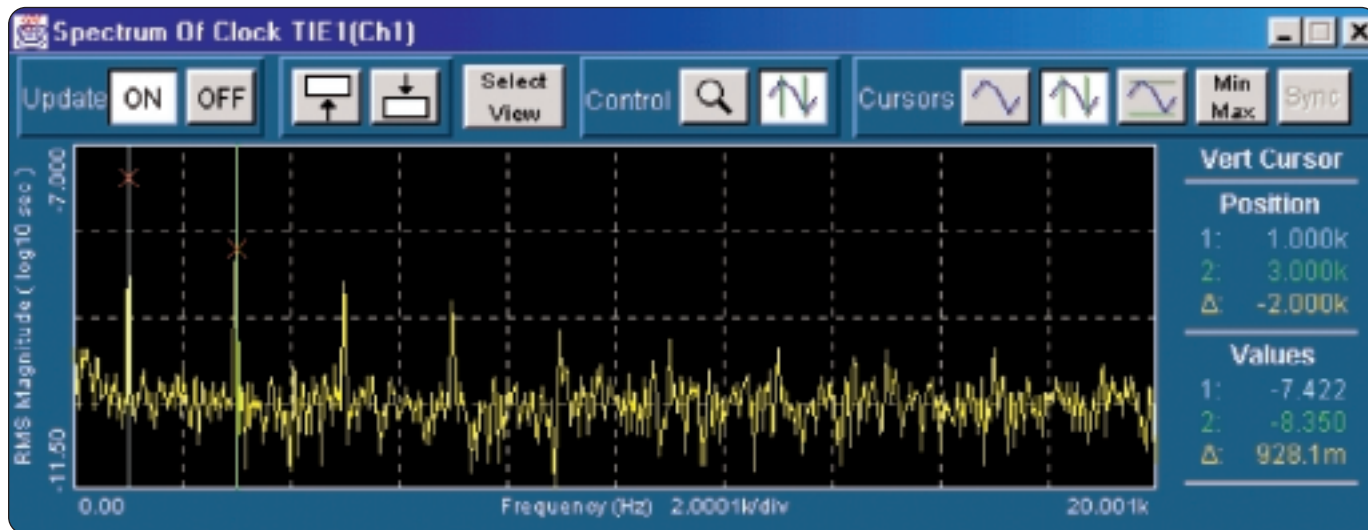 Spectrum Of Clock TIE1(Ch1)
Update ON OFF Select View Control Cursors Min Max Sync
RMS Magnitude ( log10 sec )
-7.000
-11.50
0.00 Frequency (Hz) 2.0001k/div 20.001k
Vert Cursor
Position
1: 1.000k
2: 3.000k
Δ: -2.000k
Values
1: -7.422
2: -8.350
Δ: 928.1m